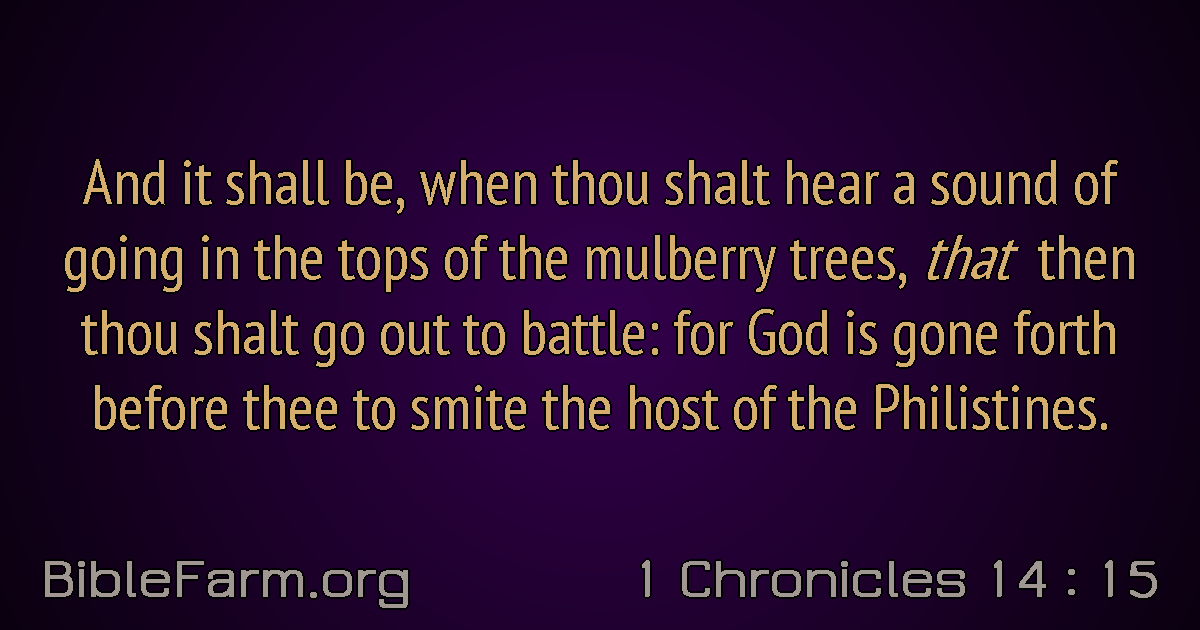 And it shall be, when thou shalt hear a sound of
going in the tops of the mulberry trees, that then
thou shalt go out to battle: for God is gone forth
before thee to smite the host of the Philistines.
BibleFarm.org
1 Chronicles 14 : 15